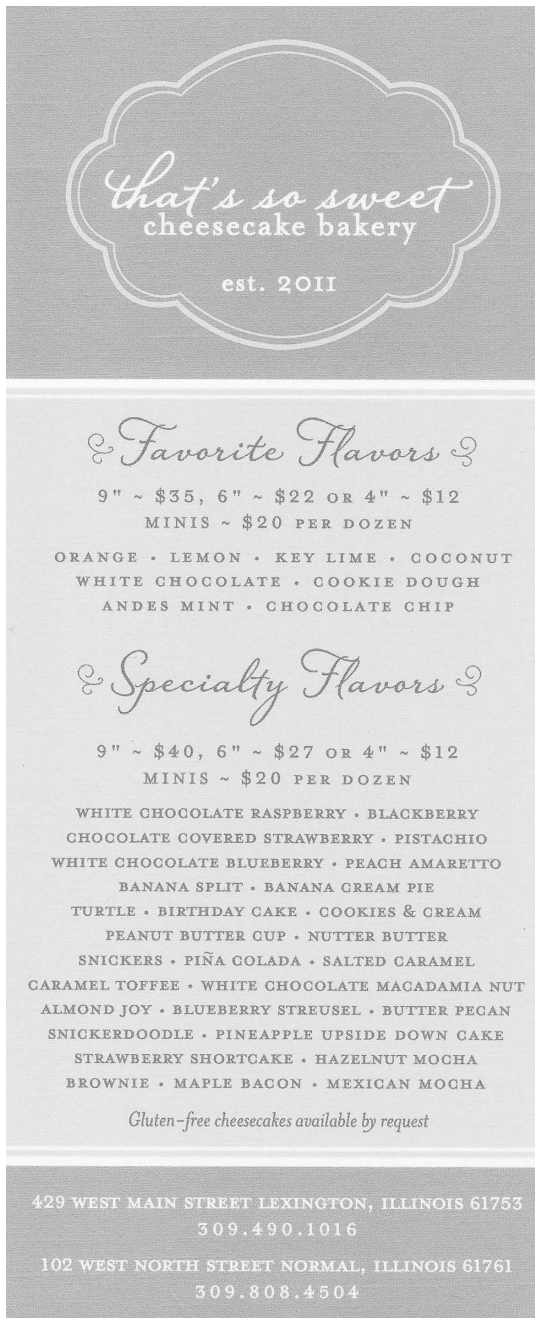 that's so sweet
cheesecake bakery
est. 2011
Favorite Flavors
9" ~ $35, 6" ~ $22 OR 4" ~ $12
MINIS ~ $20 PER DOZEN
ORANGE • LEMON • KEY LIME • COCONUT
WHITE CHOCOLATE • COOKIE DOUGH
ANDES MINT • CHOCOLATE CHIP
Specialty Flavors
9" ~ $40, 6" ~ $27 OR 4" ~ $12
MINIS ~ $20 PER DOZEN
WHITE CHOCOLATE RASPBERRY • BLACKBERRY
CHOCOLATE COVERED STRAWBERRY • PISTACHIO
WHITE CHOCOLATE BLUEBERRY • PEACH AMARETTO
BANANA SPLIT • BANANA CREAM PIE
TURTLE • BIRTHDAY CAKE • COOKIES & CREAM
PEANUT BUTTER CUP • NUTTER BUTTER
SNICKERS • PIÑA COLADA • SALTED CARAMEL
CARAMEL TOFFEE • WHITE CHOCOLATE MACADAMIA NUT
ALMOND JOY • BLUEBERRY STREUSEL • BUTTER PECAN
SNICKERDOODLE • PINEAPPLE UPSIDE DOWN CAKE
STRAWBERRY SHORTCAKE • HAZELNUT MOCHA
BROWNIE • MAPLE BACON • MEXICAN MOCHA
Gluten-free cheesecakes available by request
429 WEST MAIN STREET LEXINGTON, ILLINOIS 61753
309.490.1016
102 WEST NORTH STREET NORMAL, ILLINOIS 61761
309.808.4504